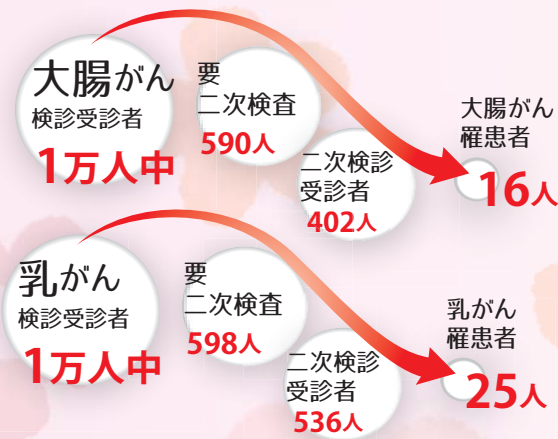 大腸がん
検診受診者
1万人中
要
二次検査
590人
二次検診
受診者
402人
大腸がん
罹患者
16人
乳がん
検診受診者
1万人中
要
二次検査
598人
二次検診
受診者
536人
乳がん
罹患者
25人